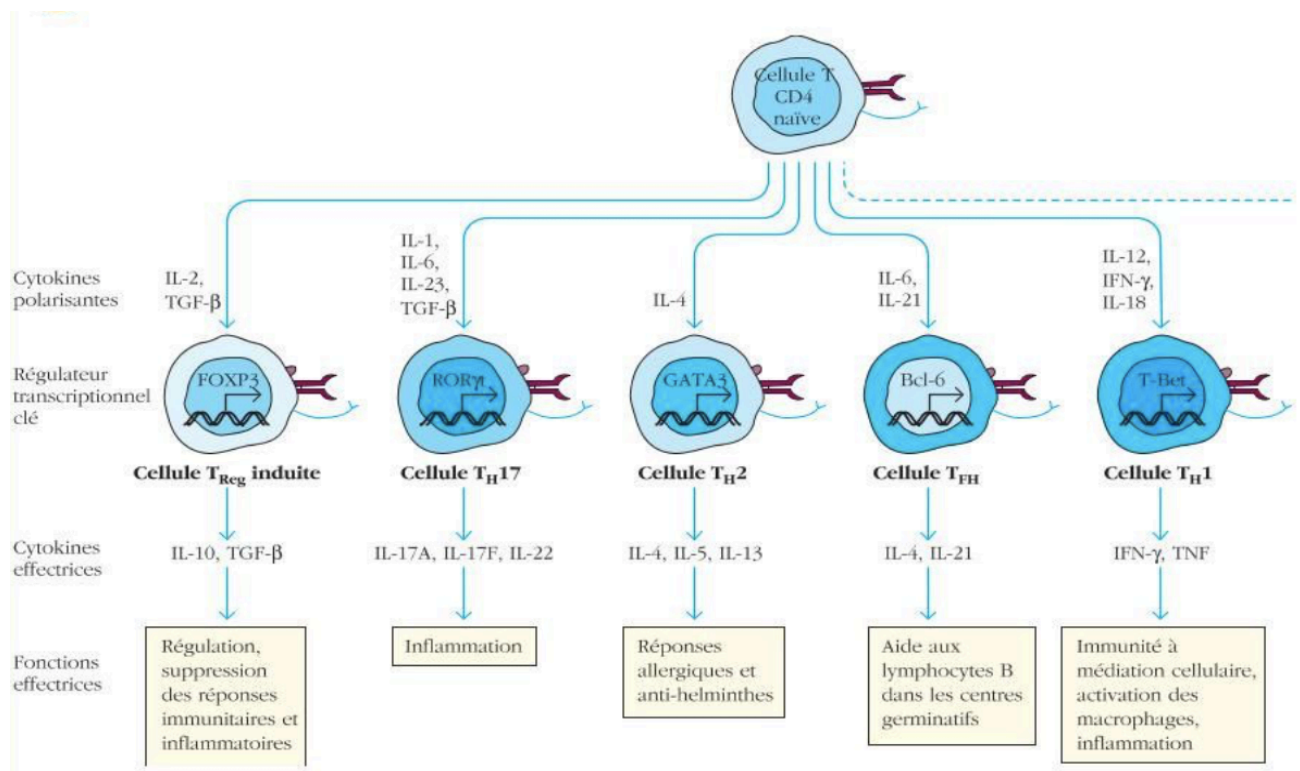 Cellule T
CD4
naïve
Cytokines
polarisantes
IL-2,
TGF-β
IL-1,
IL-6,
IL-23,
TGF-β
IL-4
IL-6,
IL-21
IL-12,
IFN-γ,
IL-18
Régulateur
transcriptionnel
clé
FOXP3
RORγt
GATA3
Bcl-6
T-Bet
Cellule TReg induite
Cellule TH17
Cellule TH2
Cellule TFH
Cellule TH1
Cytokines
effectrices
IL-10, TGF-β
IL-17A, IL-17F, IL-22
IL-4, IL-5, IL-13
IL-4, IL-21
IFN-γ, TNF
Fonctions
effectrices
Régulation,
suppression
des réponses
immunitaires et
inflammatoires
Inflammation
Réponses
allergiques et
anti-helminthes
Aide aux
lymphocytes B
dans les centres
germinatifs
Immunité à
médiation cellulaire,
activation des
macrophages,
inflammation